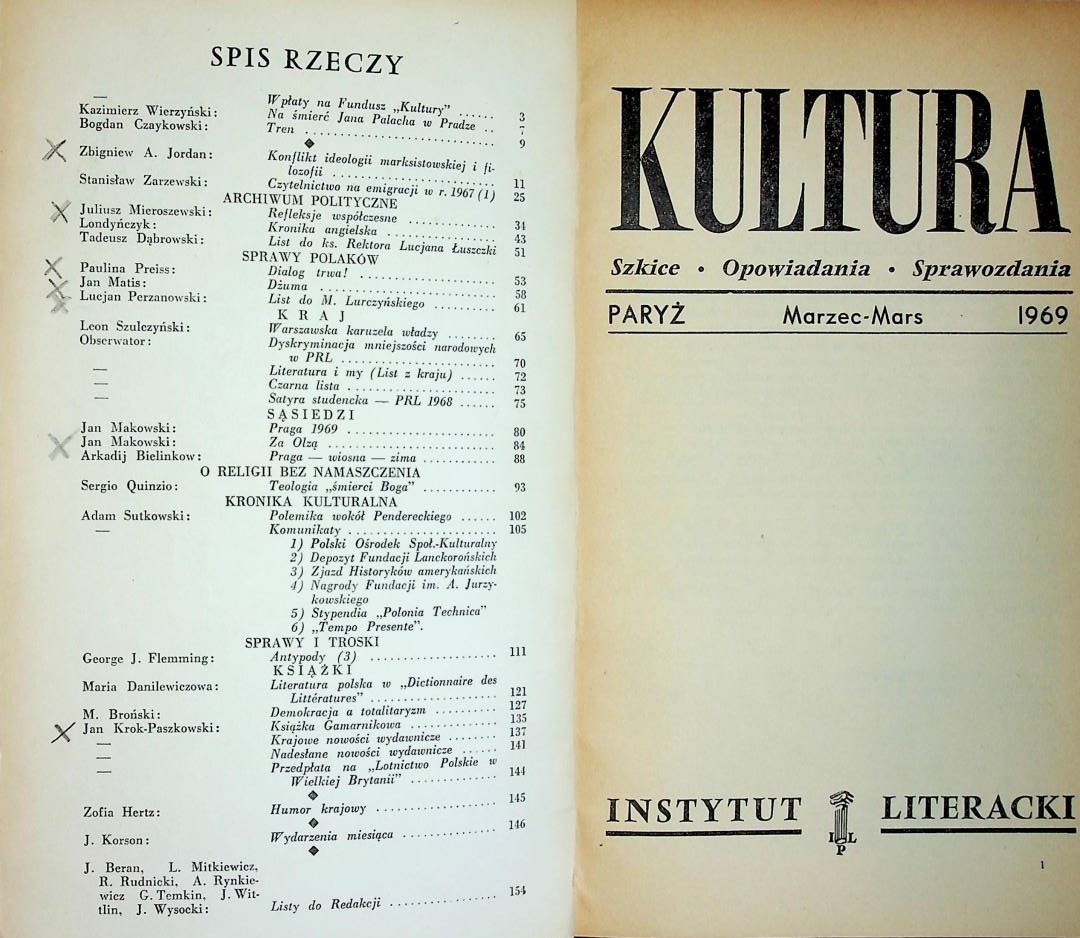 SPIS RZECZY
— Wpłaty na Fundusz „Kultury” ...... 3
Kazimierz Wierzyński: Na śmierć Jana Palacha w Pradze .. 7
Bogdan Czaykowski: Tren ........................ 9
Zbigniew A. Jordan: Konflikt ideologii marksistowskiej i fi-
lozofii ........................ 11
Stanisław Zarzewski: Czytelnictwo na emigracji w r. 1967 (1) 25
ARCHIWUM POLITYCZNE
Juliusz Mieroszewski: Refleksje współczesne ............ 34
Londyńczyk: Kronika angielska ................ 43
Tadeusz Dąbrowski: List do ks. Rektora Lucjana Łuszczki 51
SPRAWY POLAKÓW
Paulina Preiss: Dialog trwa! .................... 53
Jan Matis: Dżuma ........................ 58
Lucjan Perzanowski: List do M. Lurczyńskiego .......... 61
KRAJ
Leon Szulczyński: Warszawska karuzela władzy ........ 65
Obserwator: Dyskryminacja mniejszości narodowych
w PRL ...................... 70
— Literatura i my (List z kraju) ...... 72
— Czarna lista .................... 73
— Satyra studencka — PRL 1968 ...... 75
SĄSIEDZI
Jan Makowski: Praga 1969 .................... 80
Jan Makowski: Za Olzą ...................... 84
Arkadij Bielinkow: Praga — wiosna — zima ............ 88
O RELIGII BEZ NAMASZCZENIA
Sergio Quinzio: Teologia „śmierci Boga” ........... 93
KRONIKA KULTURALNA
Adam Sutkowski: Polemika wokół Pendereckiego ...... 102
— Komunikaty ...................... 105
1) Polski Ośrodek Społ.-Kulturalny
2) Depozyt Fundacji Lanckorońskich
3) Zjazd Historyków amerykańskich
4) Nagrody Fundacji im. A. Jurzy-
kowskiego
5) Stypendia „Polonia Technica”
6) „Tempo Presente”.
SPRAWY I TROSKI
George J. Flemming: Antypody (3) .................. 111
KSIĄŻKI
Maria Danilewiczowa: Literatura polska w „Dictionnaire des
Littératures” .................. 121
M. Broński: Demokracja a totalitaryzm .......... 127
Jan Krok-Paszkowski: Książka Gamarnikowa ............ 135
— Krajowe nowości wydawnicze ........ 137
— Nadesłane nowości wydawnicze ...... 141
— Przedpłata na „Lotnictwo Polskie w
Wielkiej Brytanii” ............ 144
Zofia Hertz: Humor krajowy ................ 145
J. Korson: Wydarzenia miesiąca ............ 146
J. Beran, L. Mitkiewicz,
R. Rudnicki, A. Rynkie-
wicz G. Temkin, J. Wit-
tlin, J. Wysocki: Listy do Redakcji .............. 154
KULTURA
Szkice • Opowiadania • Sprawozdania
PARYŻ Marzec-Mars 1969
INSTYTUT LITERACKI
I L
P
1